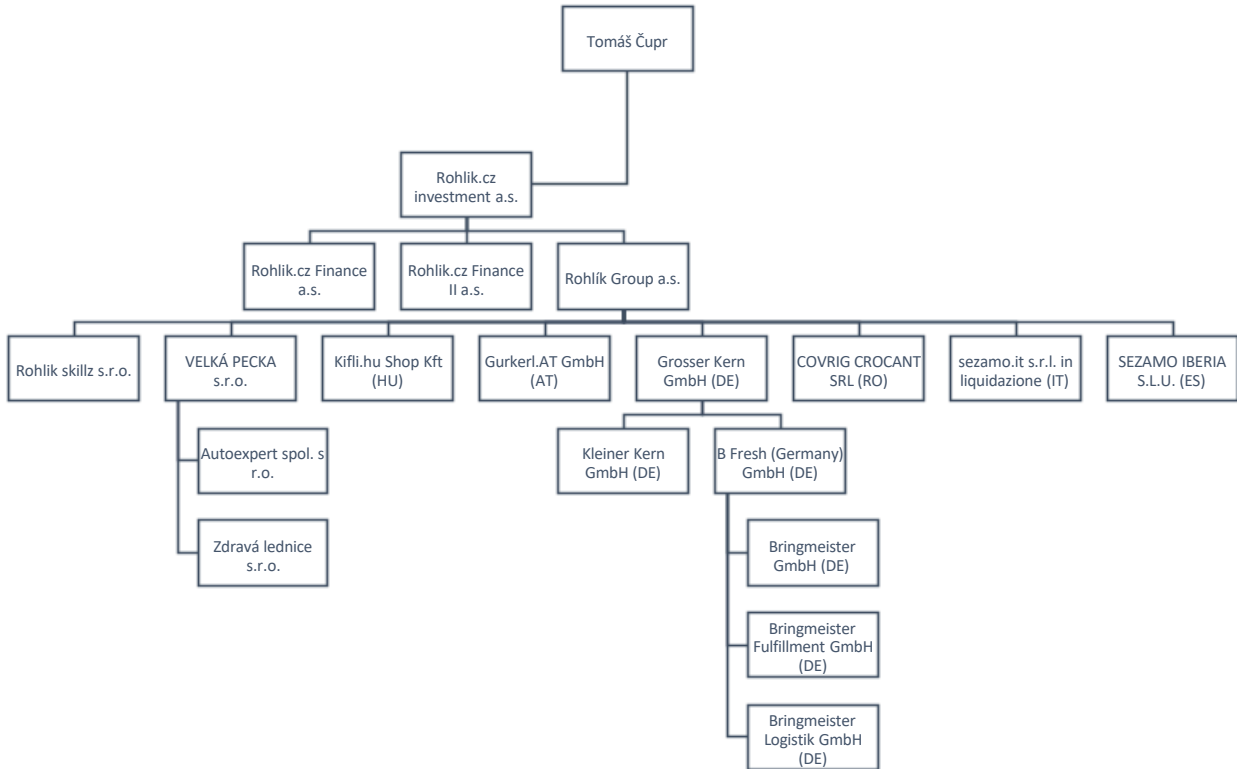 Tomáš Čupr
Rohlik.cz
investment a.s.
Rohlik.cz Finance
a.s.
Rohlik.cz Finance
II a.s.
Rohlík Group a.s.
Rohlik skillz s.r.o.
VELKÁ PECKA
s.r.o.
Kifli.hu Shop Kft
(HU)
Gurkerl.AT GmbH
(AT)
Grosser Kern
GmbH (DE)
COVRIG CROCANT
SRL (RO)
sezamo.it s.r.l. in
liquidazione (IT)
SEZAMO IBERIA
S.L.U. (ES)
Autoexpert spol. s
r.o.
Kleiner Kern
GmbH (DE)
B Fresh (Germany)
GmbH (DE)
Zdravá lednice
s.r.o.
Bringmeister
GmbH (DE)
Bringmeister
Fulfillment GmbH
(DE)
Bringmeister
Logistik GmbH
(DE)